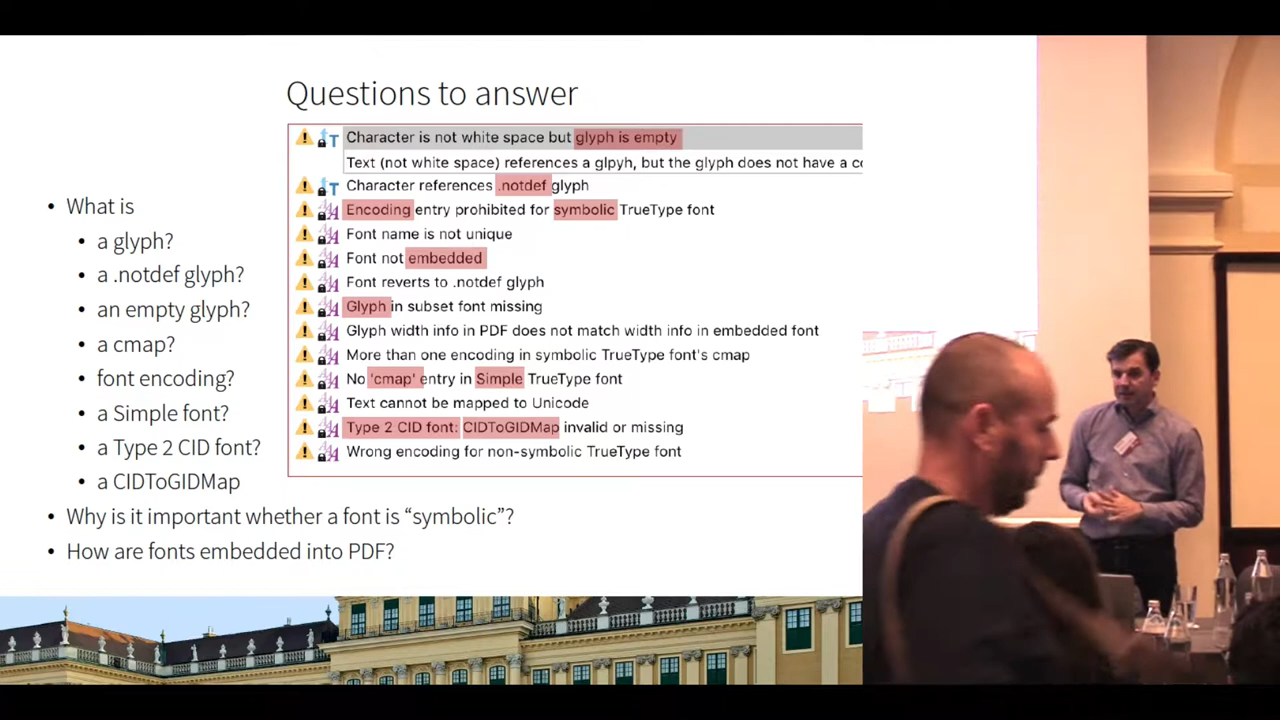 Questions to answer
Character is not white space but glyph is empty
Text (not white space) references a glpyh, but the glyph does not have a
Character references .notdef glyph
Encoding entry prohibited for symbolic TrueType font
Font name is not unique
Font not embedded
Font reverts to .notdef glyph
Glyph in subset font missing
Glyph width info in PDF does not match width info in embedded font
More than one encoding in symbolic TrueType font's cmap
No 'cmap' entry in Simple TrueType font
Text cannot be mapped to Unicode
Type 2 CID font: CIDToGIDMap invalid or missing
Wrong encoding for non-symbolic TrueType font
• What is
• a glyph?
• a .notdef glyph?
• an empty glyph?
• a cmap?
• font encoding?
• a Simple font?
• a Type 2 CID font?
• a CIDToGIDMap
• Why is it important whether a font is “symbolic”?
• How are fonts embedded into PDF?